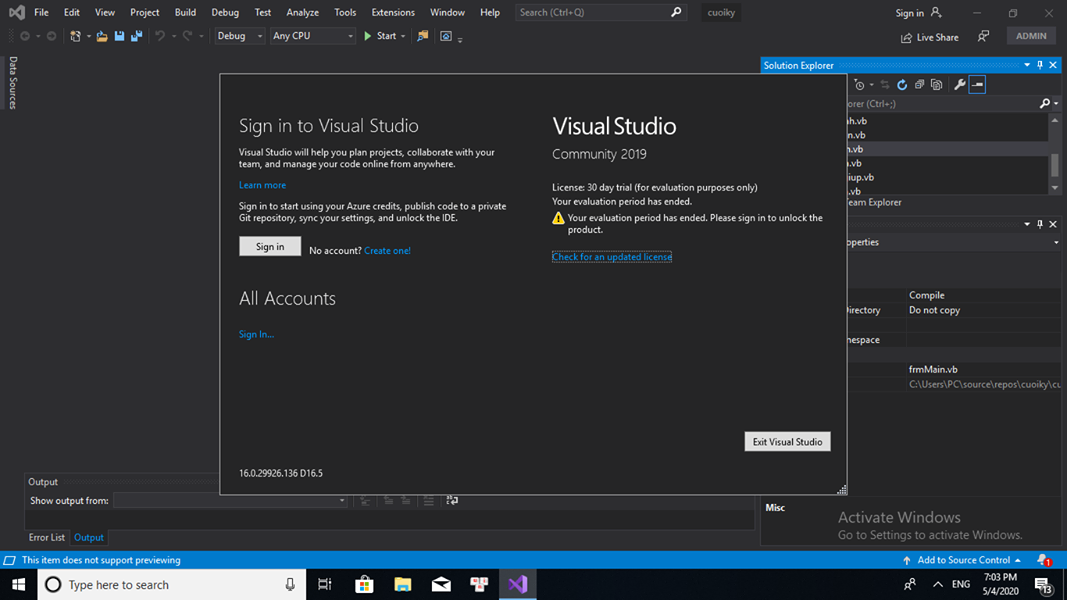 File Edit View Project Build Debug Test Analyze Tools Extensions Window Help Search (Ctrl+Q) cuoiky Sign in
Debug Any CPU Start Live Share ADMIN
Data Sources
Solution Explorer
Sign in to Visual Studio
Visual Studio will help you plan projects, collaborate with your
team, and manage your code online from anywhere.
Learn more
Sign in to start using your Azure credits, publish code to a private
Git repository, sync your settings, and unlock the IDE.
Sign in No account? Create one!
All Accounts
Sign In...
16.0.29926.136 D16.5
Visual Studio
Community 2019
License: 30 day trial (for evaluation purposes only)
Your evaluation period has ended.
Your evaluation period has ended. Please sign in to unlock the
product.
Check for an updated license
Exit Visual Studio
orer (Ctrl+;)
ah.vb
n.vb
n.vb
n.vb
iup.vb
.vb
eam Explorer
operties
Compile
Directory Do not copy
nespace
frmMain.vb
C:\Users\PC\source\repos\cuoiky\cu
Misc
Output
Show output from:
Error List Output
Activate Windows
Go to Settings to activate Windows.
This item does not support previewing Add to Source Control 1
Type here to search ENG 7:03 PM
5/4/2020 13